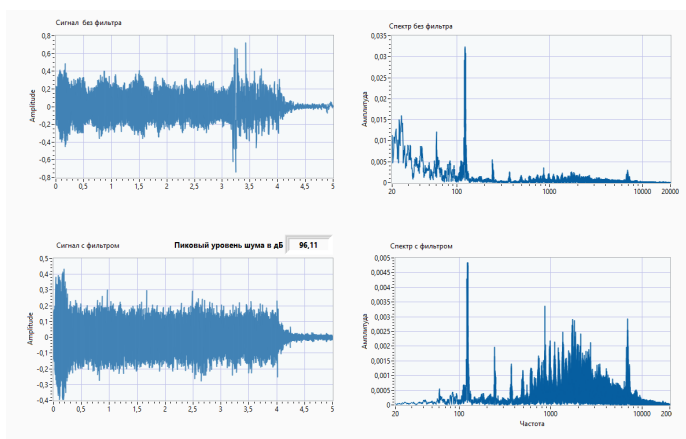 Сигнал без фильтра
Amplitude
0,8
0,6
0,4
0,2
0
-0,2
-0,4
-0,6
-0,8
0 0,5 1 1,5 2 2,5 3 3,5 4 4,5 5
Спектр без фильтра
Амплитуда
0,035
0,03
0,025
0,02
0,015
0,01
0,005
0
20 100 1000 10000 20000
Сигнал с фильтром
Пиковый уровень шума в дБ 96,11
Amplitude
0,5
0,4
0,3
0,2
0,1
0
-0,1
-0,2
-0,3
-0,4
0 0,5 1 1,5 2 2,5 3 3,5 4 4,5 5
Спектр с фильтром
Амплитуда
0,005
0,0045
0,004
0,0035
0,003
0,0025
0,002
0,0015
0,001
0,0005
0
20 100 1000 10000 200
Частота